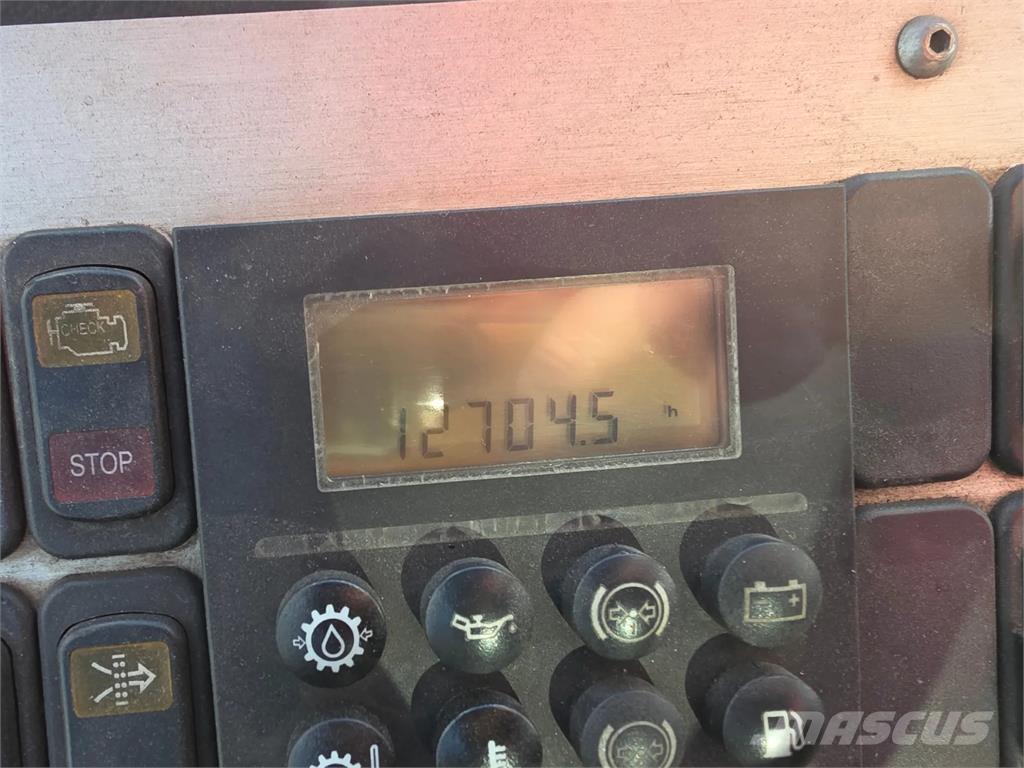 CHECK
STOP
12704.5 h
MASCUS